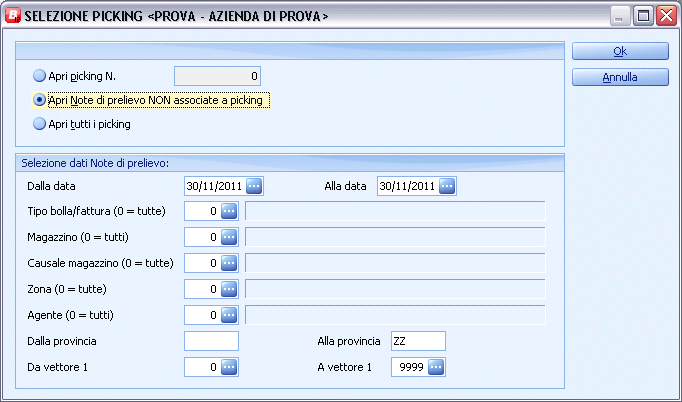 SELEZIONE PICKING <PROVA - AZIENDA DI PROVA>
Ok
Annulla
Apri picking N. 0
Apri Note di prelievo NON associate a picking
Apri tutti i picking
Selezione dati Note di prelievo:
Dalla data 30/11/2011 ... Alla data 30/11/2011 ...
Tipo bolla/fattura (0 = tutte) 0 ...
Magazzino (0 = tutti) 0 ...
Causale magazzino (0 = tutte) 0 ...
Zona (0 = tutte) 0 ...
Agente (0 = tutti) 0 ...
Dalla provincia Alla provincia ZZ
Da vettore 1 0 ... A vettore 1 9999 ...